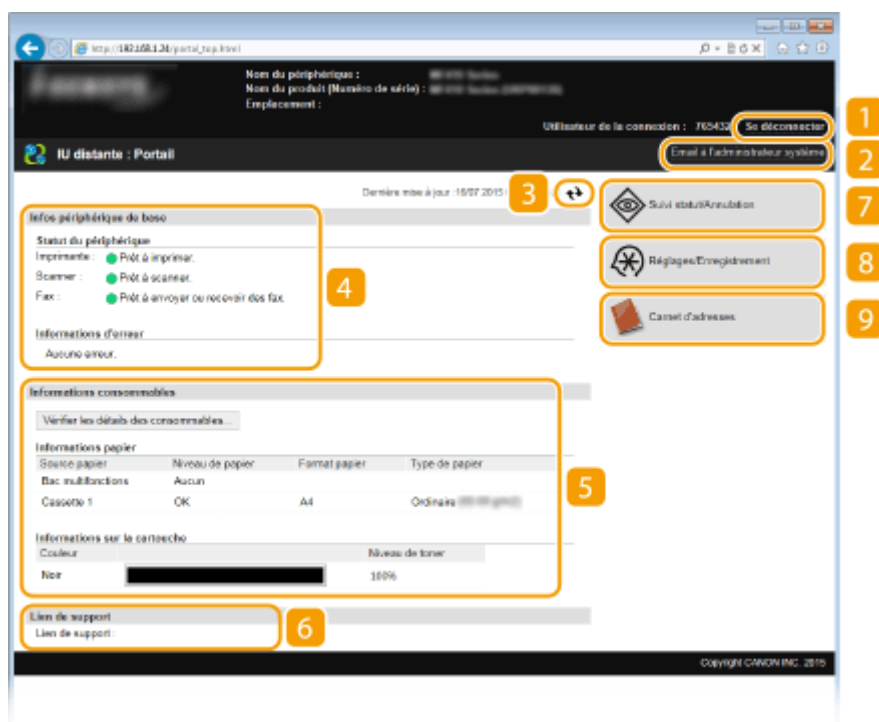 http://192.168.1.24/portal_top.html
Nom du périphérique :
Nom du produit (Numéro de série) :
Emplacement :
Utilisateur de la connexion : 765432 Se déconnecter
1
IU distante : Portail
Email à l'administrateur système
2
Dernière mise à jour :16/07 2015
3
Suivi statut/Annulation
7
Infos périphérique de base
Statut du périphérique
Imprimante : Prêt à imprimer.
Scanner : Prêt à scanner.
Fax : Prêt à envoyer ou recevoir des fax.
4
Réglages/Enregistrement
8
Informations d'erreur
Aucune erreur.
Carnet d'adresses
9
Informations consommables
Vérifier les détails des consommables...
Informations papier
Source papier Niveau de papier Format papier Type de papier
Bac multifonctions Aucun
Cassette 1 OK A4 Ordinaire
5
Informations sur la cartouche
Couleur Niveau de toner
Noir 100%
Lien de support
Lien de support :
6
Copyright CANON INC. 2015